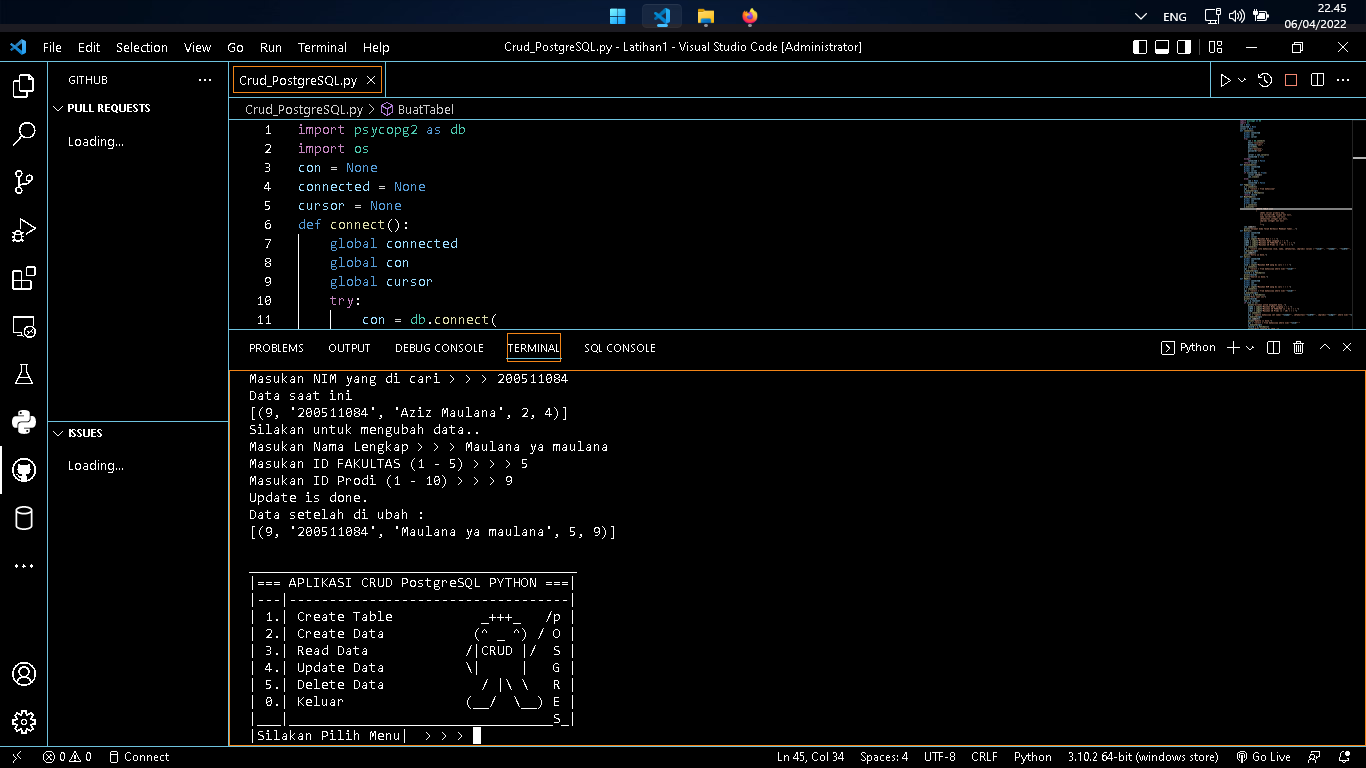 ENG
22.45
06/04/2022
File Edit Selection View Go Run Terminal Help
Crud_PostgreSQL.py - Latihan1 - Visual Studio Code [Administrator]
GITHUB
PULL REQUESTS
Loading...
ISSUES
Loading...
Crud_PostgreSQL.py
Crud_PostgreSQL.py > BuatTabel
1 import psycopg2 as db
2 import os
3 con = None
4 connected = None
5 cursor = None
6 def connect():
7 global connected
8 global con
9 global cursor
10 try:
11 con = db.connect(
PROBLEMS OUTPUT DEBUG CONSOLE TERMINAL SQL CONSOLE
Python
Masukan NIM yang di cari > > > 200511084
Data saat ini
[(9, '200511084', 'Aziz Maulana', 2, 4)]
Silakan untuk mengubah data..
Masukan Nama Lengkap > > > Maulana ya maulana
Masukan ID FAKULTAS (1 - 5) > > > 5
Masukan ID Prodi (1 - 10) > > > 9
Update is done.
Data setelah di ubah :
[(9, '200511084', 'Maulana ya maulana', 5, 9)]
_________________________________________
|=== APLIKASI CRUD PostgreSQL PYTHON ===|
|---|-----------------------------------|
| 1.| Create Table           _+++_   /p |
| 2.| Create Data           (^ _ ^) / O |
| 3.| Read Data            /|CRUD |/  S |
| 4.| Update Data          \|     |   G |
| 5.| Delete Data            / |\ \   R |
| 0.| Keluar               (__/  \__) E |
|___|_________________________________S_|
|Silakan Pilih Menu|  > > >
0 0 Connect
Ln 45, Col 34 Spaces: 4 UTF-8 CRLF Python 3.10.2 64-bit (windows store) Go Live